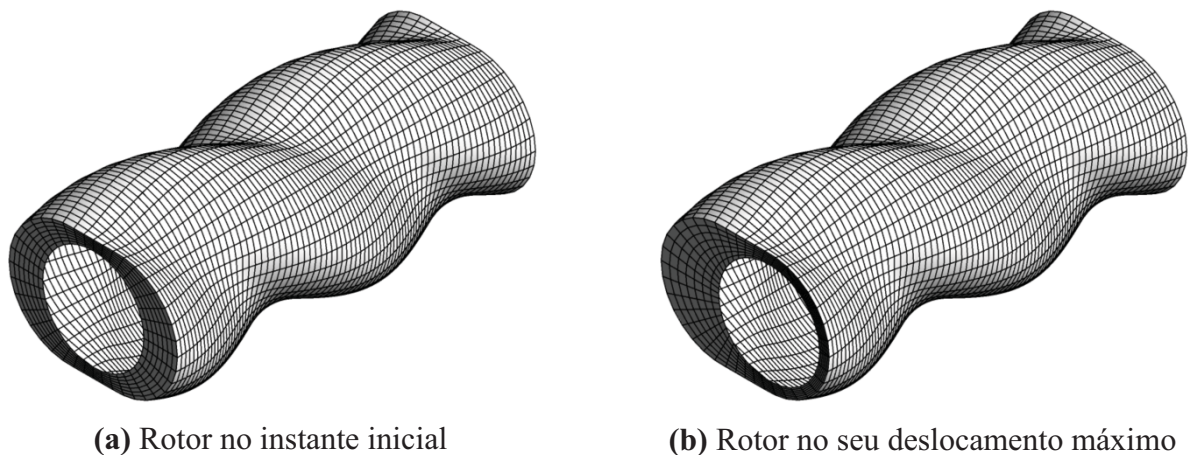 (a) Rotor no instante inicial
(b) Rotor no seu deslocamento máximo